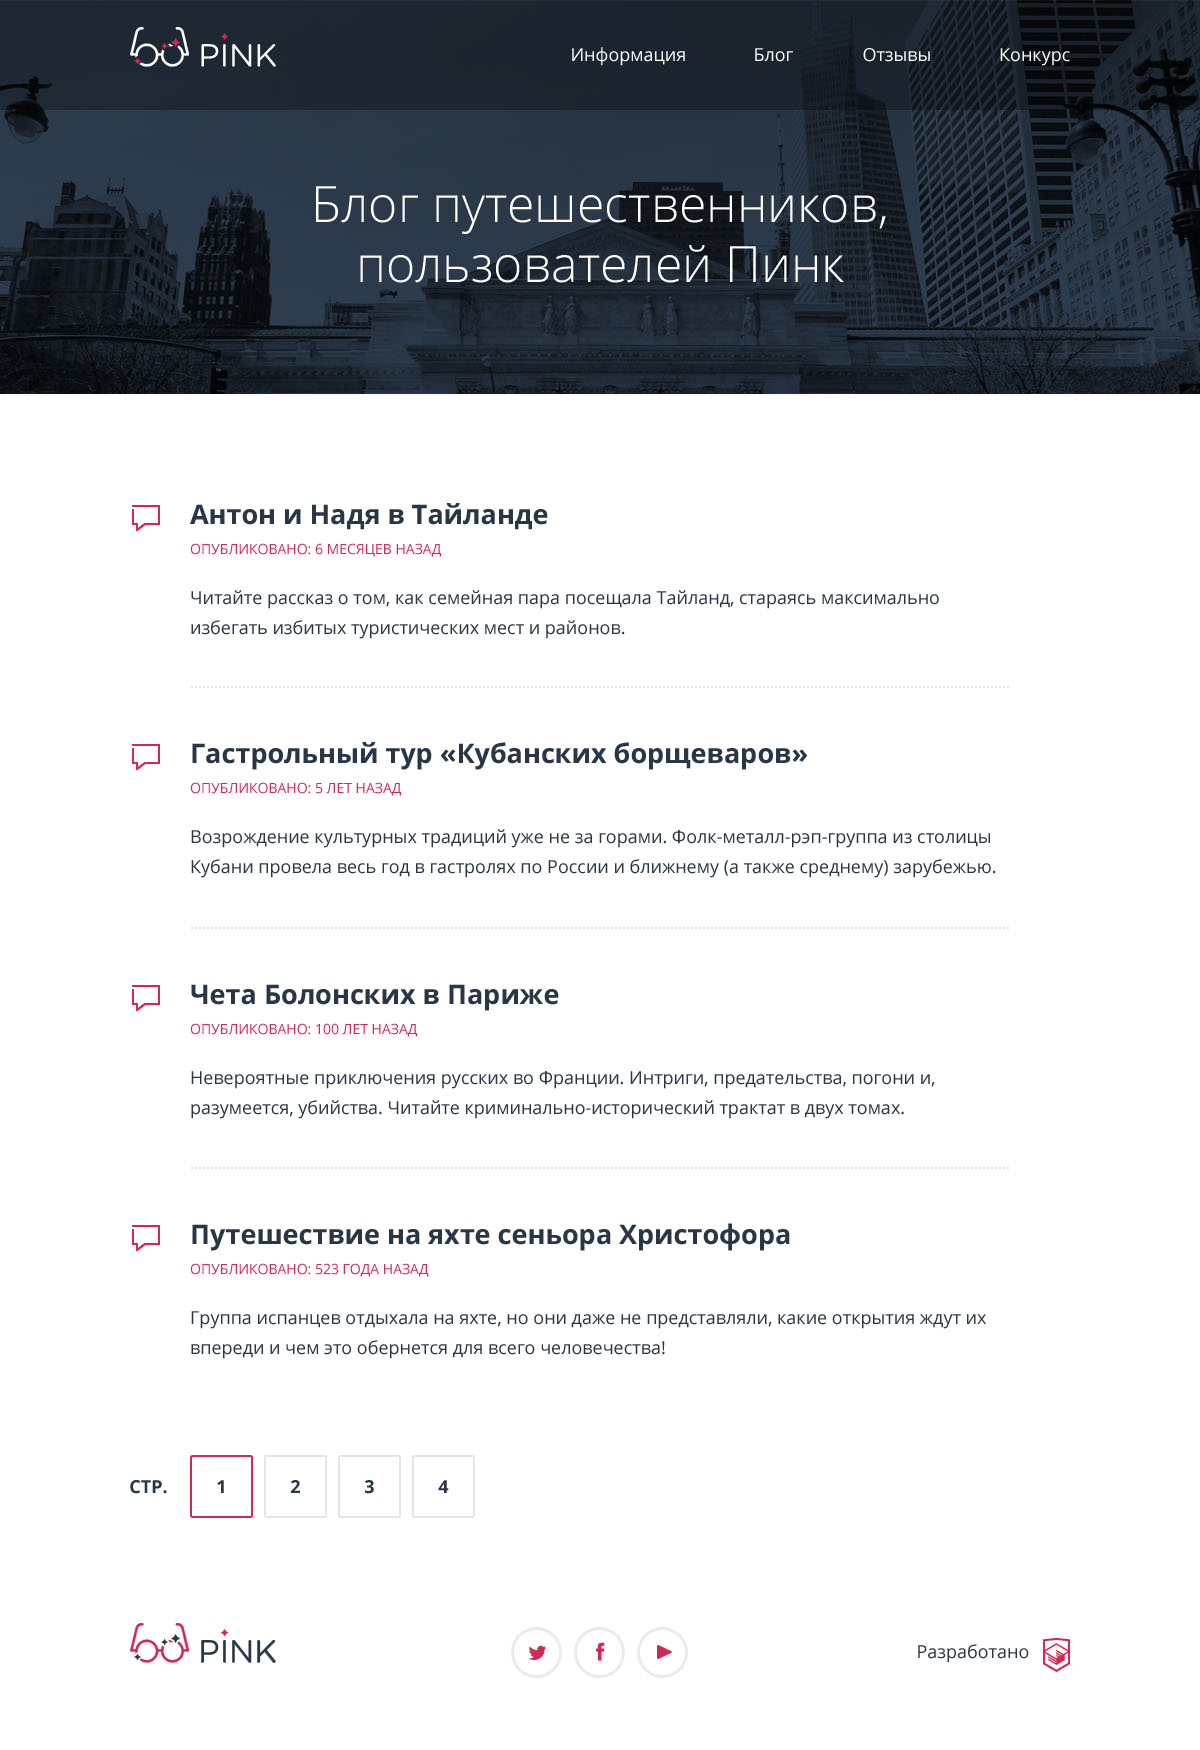 PINK
Информация Блог Отзывы Конкурс
Блог путешественников,
пользователей Пинк
Антон и Надя в Тайланде
ОПУБЛИКОВАНО: 6 МЕСЯЦЕВ НАЗАД
Читайте рассказ о том, как семейная пара посещала Тайланд, стараясь максимально
избегать избитых туристических мест и районов.
Гастрольный тур «Кубанских борщеваров»
ОПУБЛИКОВАНО: 5 ЛЕТ НАЗАД
Возрождение культурных традиций уже не за горами. Фолк-металл-рэп-группа из столицы
Кубани провела весь год в гастролях по России и ближнему (а также среднему) зарубежью.
Чета Болонских в Париже
ОПУБЛИКОВАНО: 100 ЛЕТ НАЗАД
Невероятные приключения русских во Франции. Интриги, предательства, погони и,
разумеется, убийства. Читайте криминально-исторический трактат в двух томах.
Путешествие на яхте сеньора Христофора
ОПУБЛИКОВАНО: 523 ГОДА НАЗАД
Группа испанцев отдыхала на яхте, но они даже не представляли, какие открытия ждут их
впереди и чем это обернется для всего человечества!
СТР. 1 2 3 4
PINK
Разработано